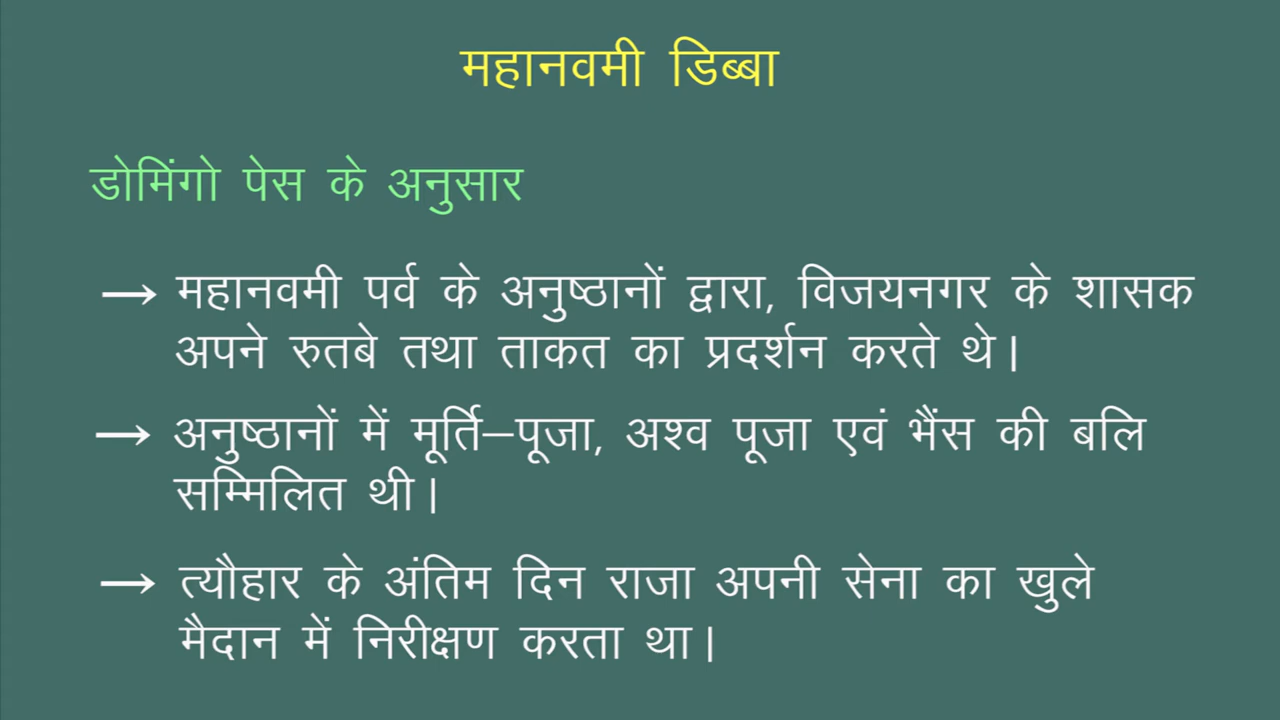 महानवमी डिब्बा
डोमिंगो पेस के अनुसार
→ महानवमी पर्व के अनुष्ठानों द्वारा, विजयनगर के शासक
अपने रुतबे तथा ताकत का प्रदर्शन करते थे।
→ अनुष्ठानों में मूर्ति–पूजा, अश्व पूजा एवं भैंस की बलि
सम्मिलित थी।
→ त्यौहार के अंतिम दिन राजा अपनी सेना का खुले
मैदान में निरीक्षण करता था।